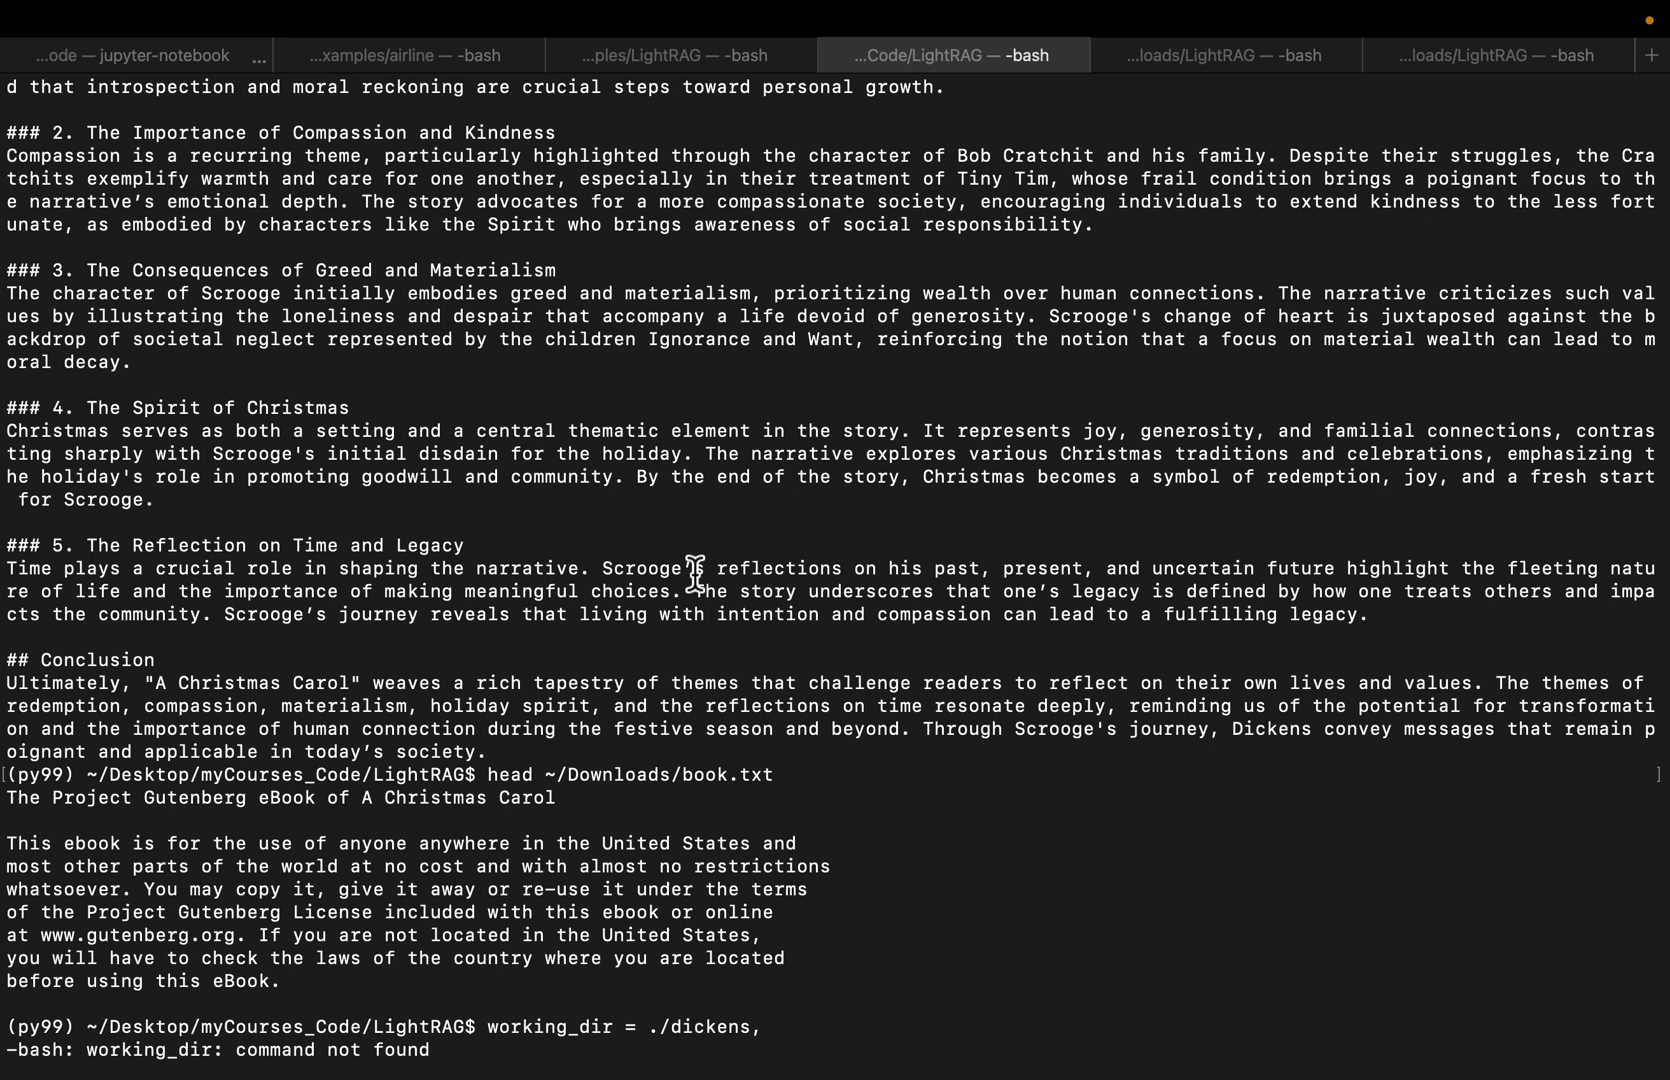 ...ode — jupyter-notebook ...
...xamples/airline — -bash
...ples/LightRAG — -bash
...Code/LightRAG — -bash
...loads/LightRAG — -bash
...loads/LightRAG — -bash
+
d that introspection and moral reckoning are crucial steps toward personal growth.
### 2. The Importance of Compassion and Kindness
Compassion is a recurring theme, particularly highlighted through the character of Bob Cratchit and his family. Despite their struggles, the Cra
tchits exemplify warmth and care for one another, especially in their treatment of Tiny Tim, whose frail condition brings a poignant focus to th
e narrative’s emotional depth. The story advocates for a more compassionate society, encouraging individuals to extend kindness to the less fort
unate, as embodied by characters like the Spirit who brings awareness of social responsibility.
### 3. The Consequences of Greed and Materialism
The character of Scrooge initially embodies greed and materialism, prioritizing wealth over human connections. The narrative criticizes such val
ues by illustrating the loneliness and despair that accompany a life devoid of generosity. Scrooge's change of heart is juxtaposed against the b
ackdrop of societal neglect represented by the children Ignorance and Want, reinforcing the notion that a focus on material wealth can lead to m
oral decay.
### 4. The Spirit of Christmas
Christmas serves as both a setting and a central thematic element in the story. It represents joy, generosity, and familial connections, contras
ting sharply with Scrooge's initial disdain for the holiday. The narrative explores various Christmas traditions and celebrations, emphasizing t
he holiday's role in promoting goodwill and community. By the end of the story, Christmas becomes a symbol of redemption, joy, and a fresh start
for Scrooge.
### 5. The Reflection on Time and Legacy
Time plays a crucial role in shaping the narrative. Scrooge's reflections on his past, present, and uncertain future highlight the fleeting natu
re of life and the importance of making meaningful choices. The story underscores that one’s legacy is defined by how one treats others and impa
cts the community. Scrooge’s journey reveals that living with intention and compassion can lead to a fulfilling legacy.
## Conclusion
Ultimately, "A Christmas Carol" weaves a rich tapestry of themes that challenge readers to reflect on their own lives and values. The themes of
redemption, compassion, materialism, holiday spirit, and the reflections on time resonate deeply, reminding us of the potential for transformati
on and the importance of human connection during the festive season and beyond. Through Scrooge's journey, Dickens convey messages that remain p
oignant and applicable in today’s society.
[(py99) ~/Desktop/myCourses_Code/LightRAG$ head ~/Downloads/book.txt ]
The Project Gutenberg eBook of A Christmas Carol
This ebook is for the use of anyone anywhere in the United States and
most other parts of the world at no cost and with almost no restrictions
whatsoever. You may copy it, give it away or re-use it under the terms
of the Project Gutenberg License included with this ebook or online
at www.gutenberg.org. If you are not located in the United States,
you will have to check the laws of the country where you are located
before using this eBook.
(py99) ~/Desktop/myCourses_Code/LightRAG$ working_dir = ./dickens,
-bash: working_dir: command not found